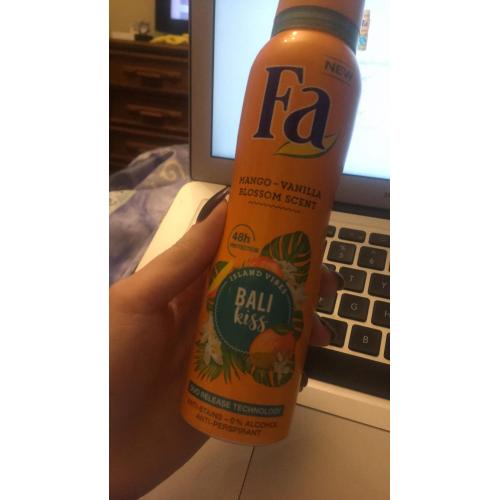 NEW
Fa
MANGO - VANILLA
BLOSSOM SCENT
48h
PROTECTION
ISLAND VIBES
BALI
kiss
DUO RELEASE TECHNOLOGY
ANTI-STAINS - 0% ALCOHOL
ANTI-PERSPIRANT